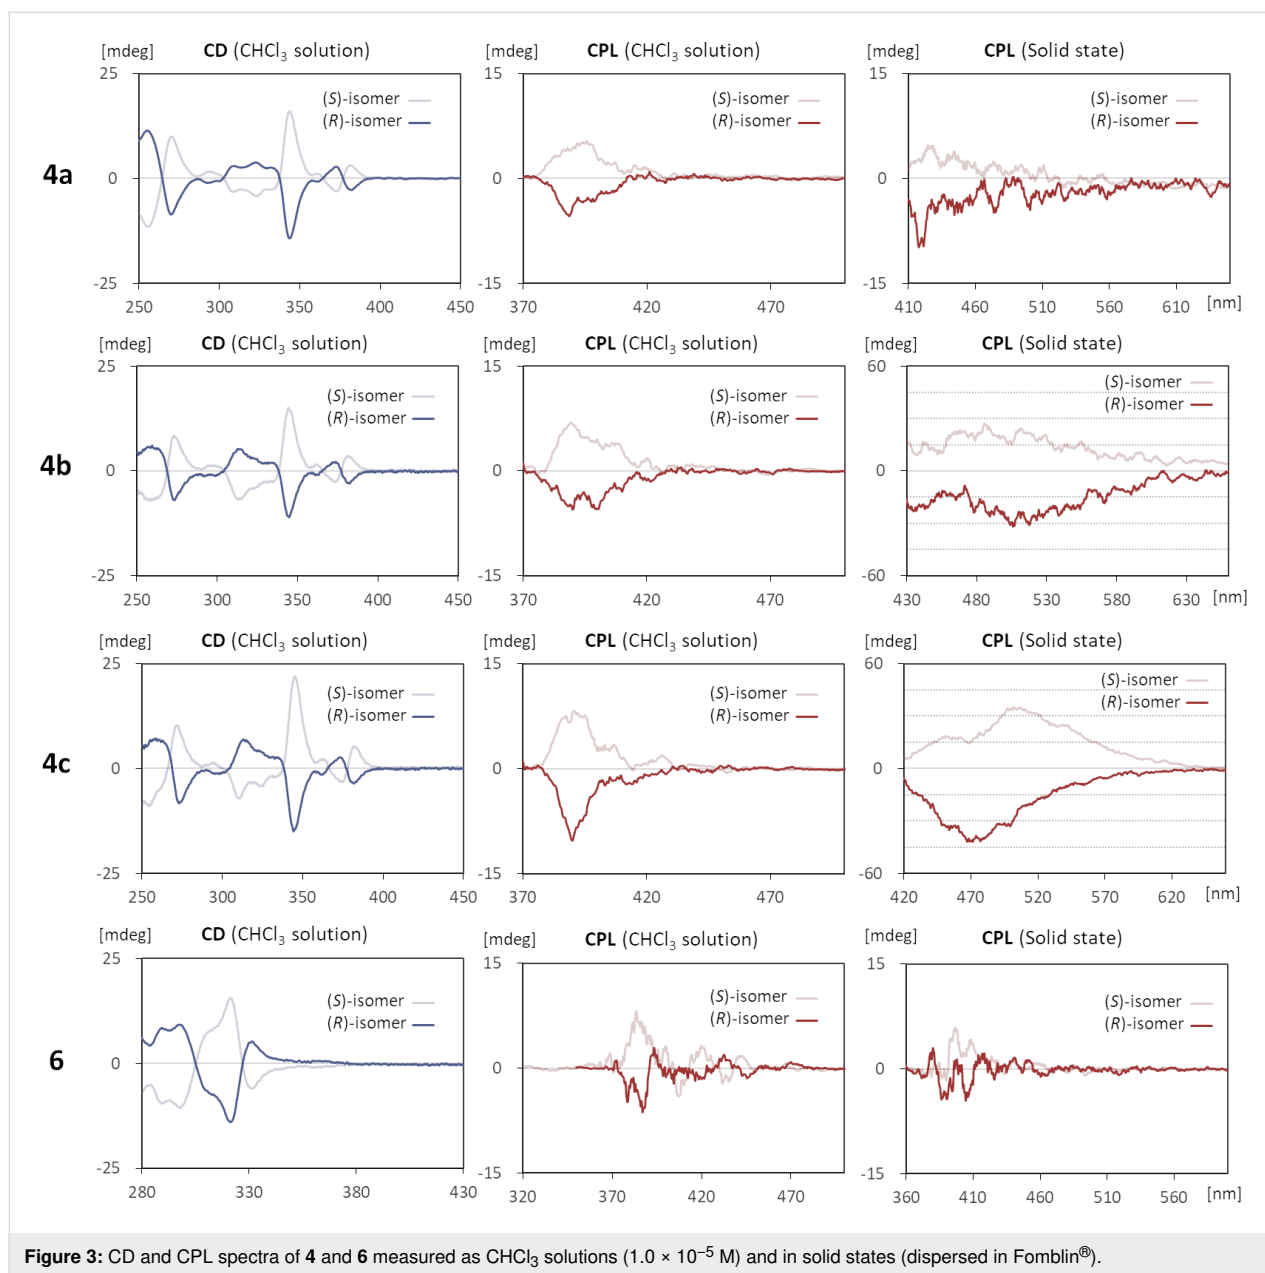 [mdeg] CD (CHCl3 solution) [mdeg] CPL (CHCl3 solution) [mdeg] CPL (Solid state)
25 15 15
(S)-isomer (S)-isomer (S)-isomer
(R)-isomer (R)-isomer (R)-isomer
4a 0 0 0
-25 -15 -15
250 300 350 400 450 370 420 470 410 460 510 560 610 [nm]
[mdeg] CD (CHCl3 solution) [mdeg] CPL (CHCl3 solution) [mdeg] CPL (Solid state)
25 15 60
(S)-isomer (S)-isomer (S)-isomer
(R)-isomer (R)-isomer (R)-isomer
4b 0 0 0
-25 -15 -60
250 300 350 400 450 370 420 470 430 480 530 580 630 [nm]
[mdeg] CD (CHCl3 solution) [mdeg] CPL (CHCl3 solution) [mdeg] CPL (Solid state)
25 15 60
(S)-isomer (S)-isomer (S)-isomer
(R)-isomer (R)-isomer (R)-isomer
4c 0 0 0
-25 -15 -60
250 300 350 400 450 370 420 470 420 470 520 570 620 [nm]
[mdeg] CD (CHCl3 solution) [mdeg] CPL (CHCl3 solution) [mdeg] CPL (Solid state)
25 15 15
(S)-isomer (S)-isomer (S)-isomer
(R)-isomer (R)-isomer (R)-isomer
6 0 0 0
-25 -15 -15
280 330 380 430 320 370 420 470 360 410 460 510 560 [nm]
Figure 3: CD and CPL spectra of 4 and 6 measured as CHCl3 solutions (1.0 × 10−5 M) and in solid states (dispersed in Fomblin®).